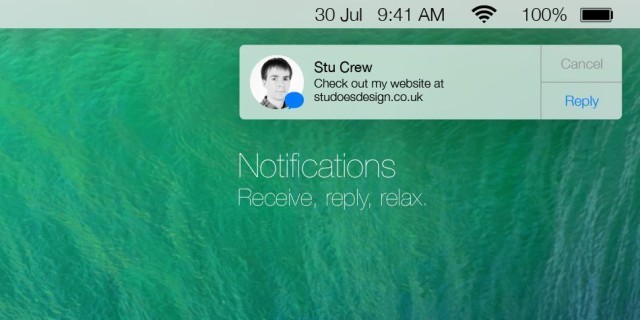 30 Jul 9:41 AM 100%
Stu Crew
Check out my website at
studoesdesign.co.uk
Cancel
Reply
Notifications
Receive, reply, relax.